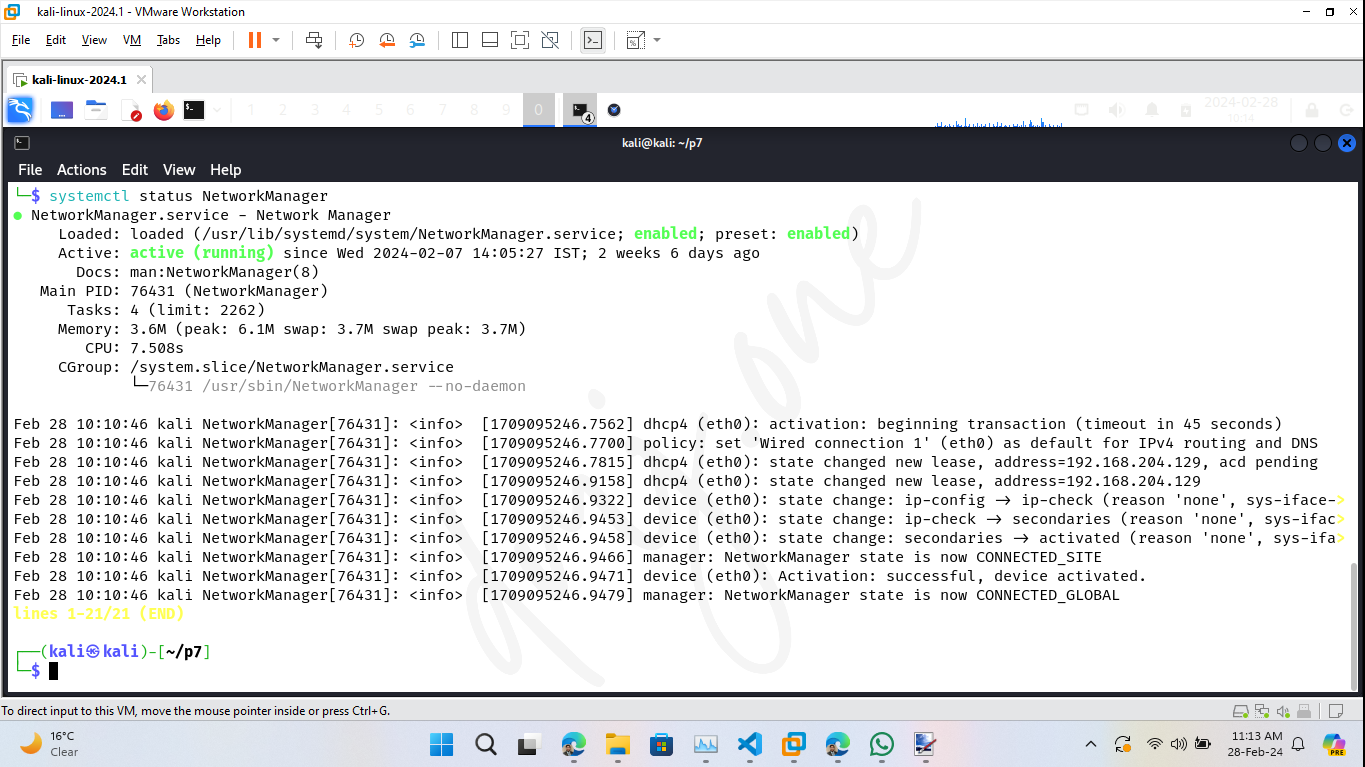 kali-linux-2024.1 - VMware Workstation
File Edit View VM Tabs Help
kali-linux-2024.1
1 2 3 4 5 6 7 8 9 0 4 2024-02-28
10:14
kali@kali: ~/p7
File Actions Edit View Help
└─$ systemctl status NetworkManager
● NetworkManager.service - Network Manager
Loaded: loaded (/usr/lib/systemd/system/NetworkManager.service; enabled; preset: enabled)
Active: active (running) since Wed 2024-02-07 14:05:27 IST; 2 weeks 6 days ago
Docs: man:NetworkManager(8)
Main PID: 76431 (NetworkManager)
Tasks: 4 (limit: 2262)
Memory: 3.6M (peak: 6.1M swap: 3.7M swap peak: 3.7M)
CPU: 7.508s
CGroup: /system.slice/NetworkManager.service
└─76431 /usr/sbin/NetworkManager --no-daemon
Feb 28 10:10:46 kali NetworkManager[76431]: <info>  [1709095246.7562] dhcp4 (eth0): activation: beginning transaction (timeout in 45 seconds)
Feb 28 10:10:46 kali NetworkManager[76431]: <info>  [1709095246.7700] policy: set 'Wired connection 1' (eth0) as default for IPv4 routing and DNS
Feb 28 10:10:46 kali NetworkManager[76431]: <info>  [1709095246.7815] dhcp4 (eth0): state changed new lease, address=192.168.204.129, acd pending
Feb 28 10:10:46 kali NetworkManager[76431]: <info>  [1709095246.9158] dhcp4 (eth0): state changed new lease, address=192.168.204.129
Feb 28 10:10:46 kali NetworkManager[76431]: <info>  [1709095246.9322] device (eth0): state change: ip-config -> ip-check (reason 'none', sys-iface->
Feb 28 10:10:46 kali NetworkManager[76431]: <info>  [1709095246.9453] device (eth0): state change: ip-check -> secondaries (reason 'none', sys-ifac>
Feb 28 10:10:46 kali NetworkManager[76431]: <info>  [1709095246.9458] device (eth0): state change: secondaries -> activated (reason 'none', sys-ifa>
Feb 28 10:10:46 kali NetworkManager[76431]: <info>  [1709095246.9466] manager: NetworkManager state is now CONNECTED_SITE
Feb 28 10:10:46 kali NetworkManager[76431]: <info>  [1709095246.9471] device (eth0): Activation: successful, device activated.
Feb 28 10:10:46 kali NetworkManager[76431]: <info>  [1709095246.9479] manager: NetworkManager state is now CONNECTED_GLOBAL
lines 1-21/21 (END)
┌──(kali㉿kali)-[~/p7]
└─$
To direct input to this VM, move the mouse pointer inside or press Ctrl+G.
16°C
Clear
11:13 AM
28-Feb-24
PRE